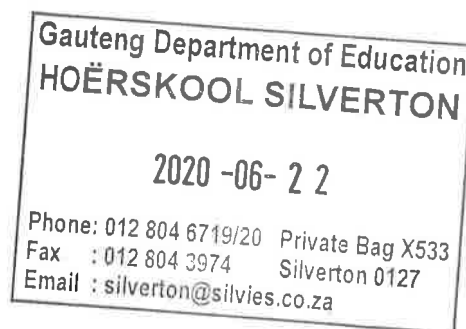 Gauteng Department of Education
HOËRSKOOL SILVERTON
2020 -06- 2 2
Phone: 012 804 6719/20 Private Bag X533
Fax : 012 804 3974 Silverton 0127
Email : silverton@silvies.co.za